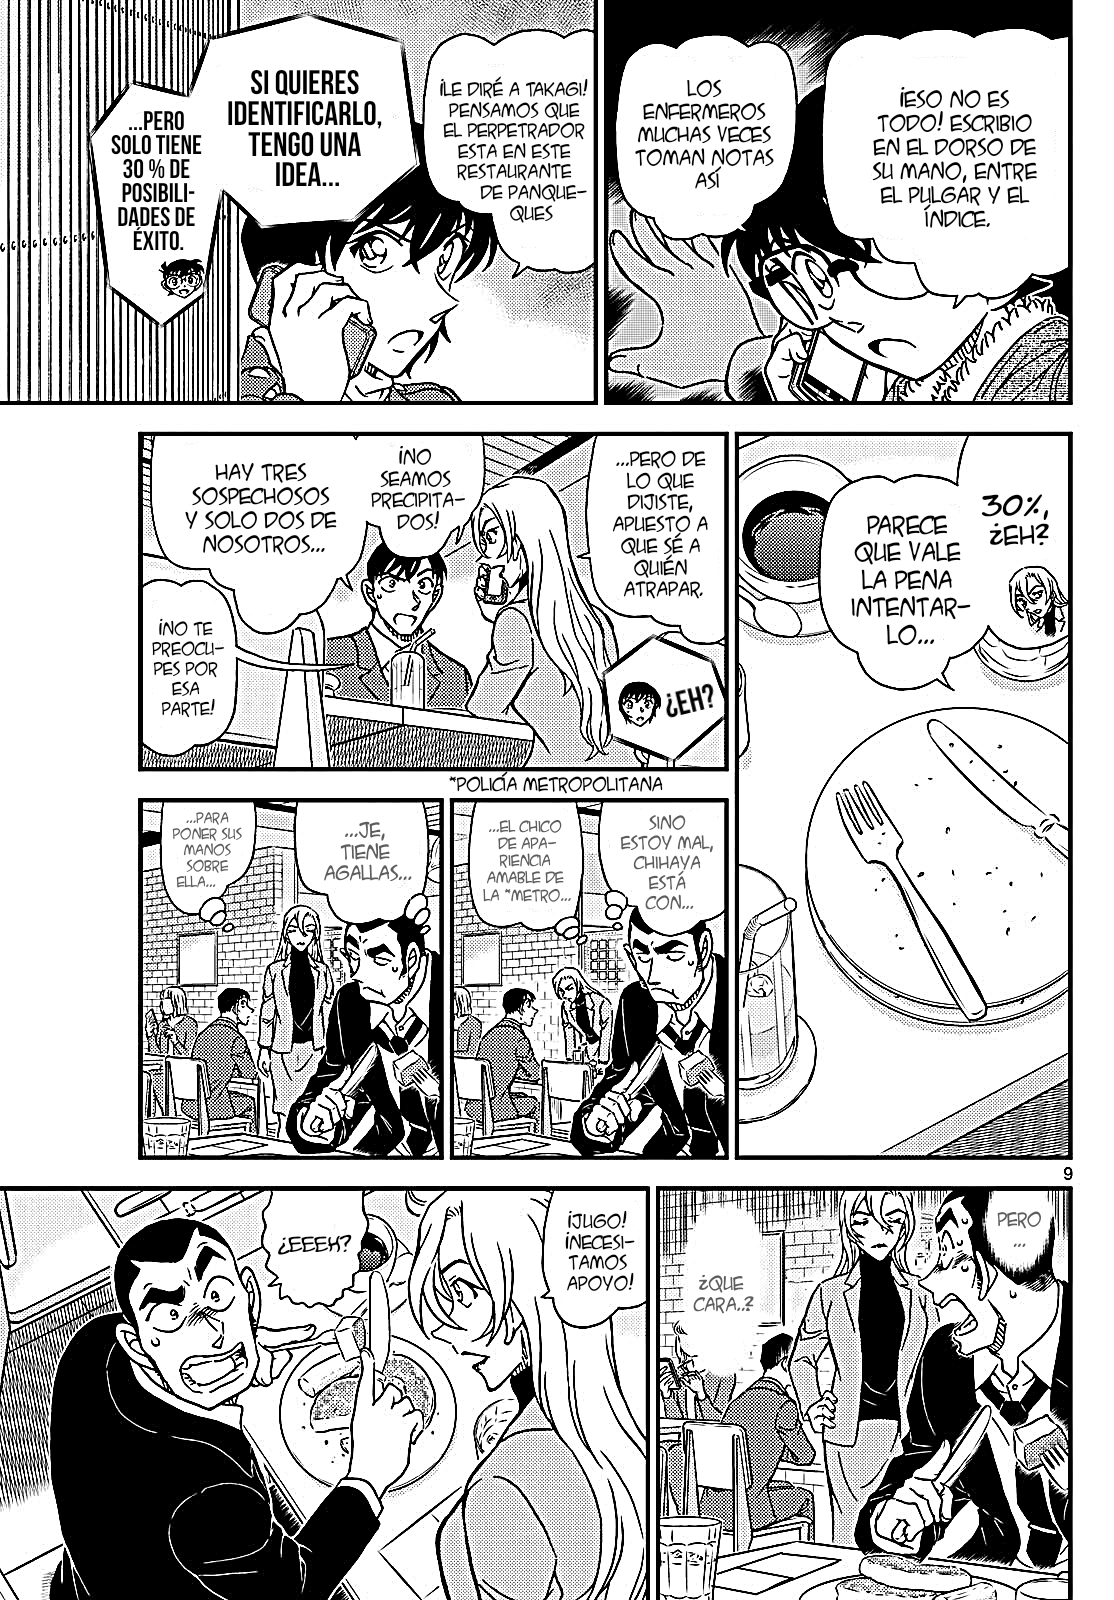 ¡ESO NO ES
TODO! ESCRIBIO
EN EL DORSO DE
SU MANO, ENTRE
EL PULGAR Y EL
ÍNDICE.
LOS
ENFERMEROS
MUCHAS VECES
TOMAN NOTAS
ASÍ
¡LE DIRÉ A TAKAGI!
PENSAMOS QUE
EL PERPETRADOR
ESTA EN ESTE
RESTAURANTE
DE PANQUE-
QUES
SI QUIERES
IDENTIFICARLO,
TENGO UNA
IDEA...
...PERO
SOLO TIENE
30 % DE
POSIBILI-
DADES DE
ÉXITO.
30%,
¿EH?
PARECE
QUE VALE
LA PENA
INTENTAR-
LO...
...PERO DE
LO QUE
DIJISTE,
APUESTO A
QUE SÉ A
QUIÉN
ATRAPAR.
¿EH?
¡NO
SEAMOS
PRECIPITA-
DOS!
HAY TRES
SOSPECHOSOS
Y SOLO DOS DE
NOSOTROS...
¡NO TE
PREOCU-
PES POR
ESA
PARTE!
*POLICÍA METROPOLITANA
SINO
ESTOY MAL,
CHIHAYA
ESTÁ
CON...
...EL CHICO
DE APA-
RIENCIA
AMABLE DE
LA *METRO...
...JE,
TIENE
AGALLAS...
...PARA
PONER SUS
MANOS
SOBRE
ELLA...
9
PERO
...
¿QUE
CARA..?
¡JUGO!
¡NECESI-
TAMOS
APOYO!
¿EEEH?